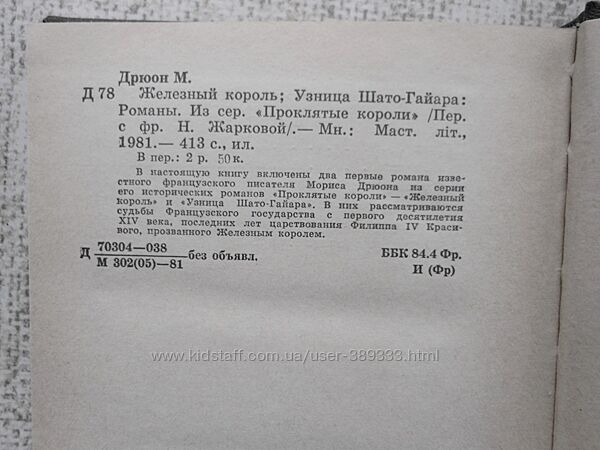 Дрюон М.
Д 78 Железный король; Узница Шато-Гайара:
Романы. Из сер. «Проклятые короли» /Пер.
с фр. Н. Жарковой/.— Мн.: Маст. літ.,
1981.— 413 с., ил.
В пер.: 2 р. 50 к.
В настоящую книгу включены два первые романа изве-
стного французского писателя Мориса Дрюона из серии
его исторических романов «Проклятые короли» — «Железный
король» и «Узница Шато-Гайара». В них рассматриваются
судьбы Французского государства с первого десятилетия
XIV века, последних лет царствования Филиппа IV Краси-
вого, прозванного Железным королем.
Д 70304—038
М 302(05)—81 без объявл.
ББК 84.4 Фр.
И (Фр)
www.kidstaff.com.ua/user-389333.html